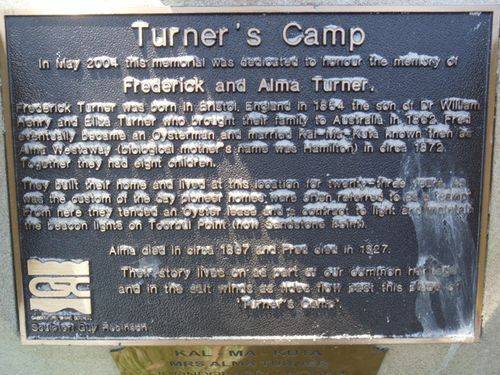 Turner's Camp
In May 2004 this memorial was dedicated to honour the memory of
Frederick and Alma Turner.
Frederick Turner was born in Bristol, England in 1854 the son of Dr William
Henry and Eliza Turner who brought their family to Australia in 1862. Fred
eventually became an Oysterman and married Kal-Ma-Kuta known then as
Alma Westaway (biological mother's name was Hamilton) in circa 1872.
Together they had eight children.
They built their home and lived at this location for twenty three as
was the custom of the day pioneer homes were often referred to as a camp.
From here they tended an Oyster lease and a contract to light and maintain
the beacon lights on Toorbul Point (now Sandstone Point).
Alma died in circa 1897 and Fred died in 1927.
Their story lives on as part of our common heritage
and in the salt winds as tides flow past this place of
'Turner's Camp'.
CSC
Sculptor: Guy Robinson
KAL - MA - KUTA
MRS ALMA TURNER